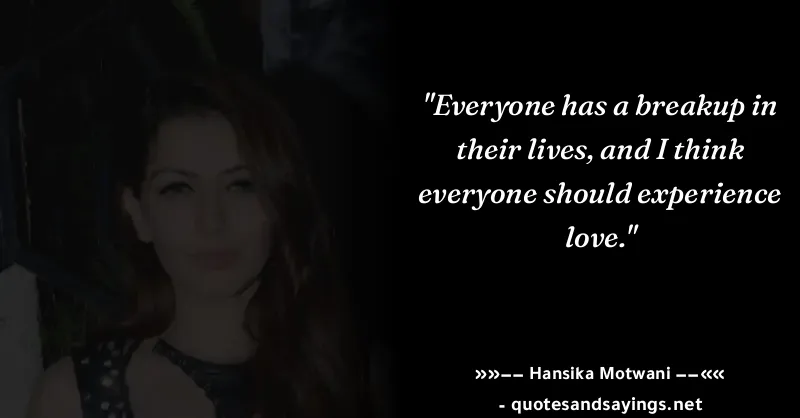 "Everyone has a breakup in
their lives, and I think
everyone should experience
love."
»»−− Hansika Motwani −−««
- quotesandsayings.net